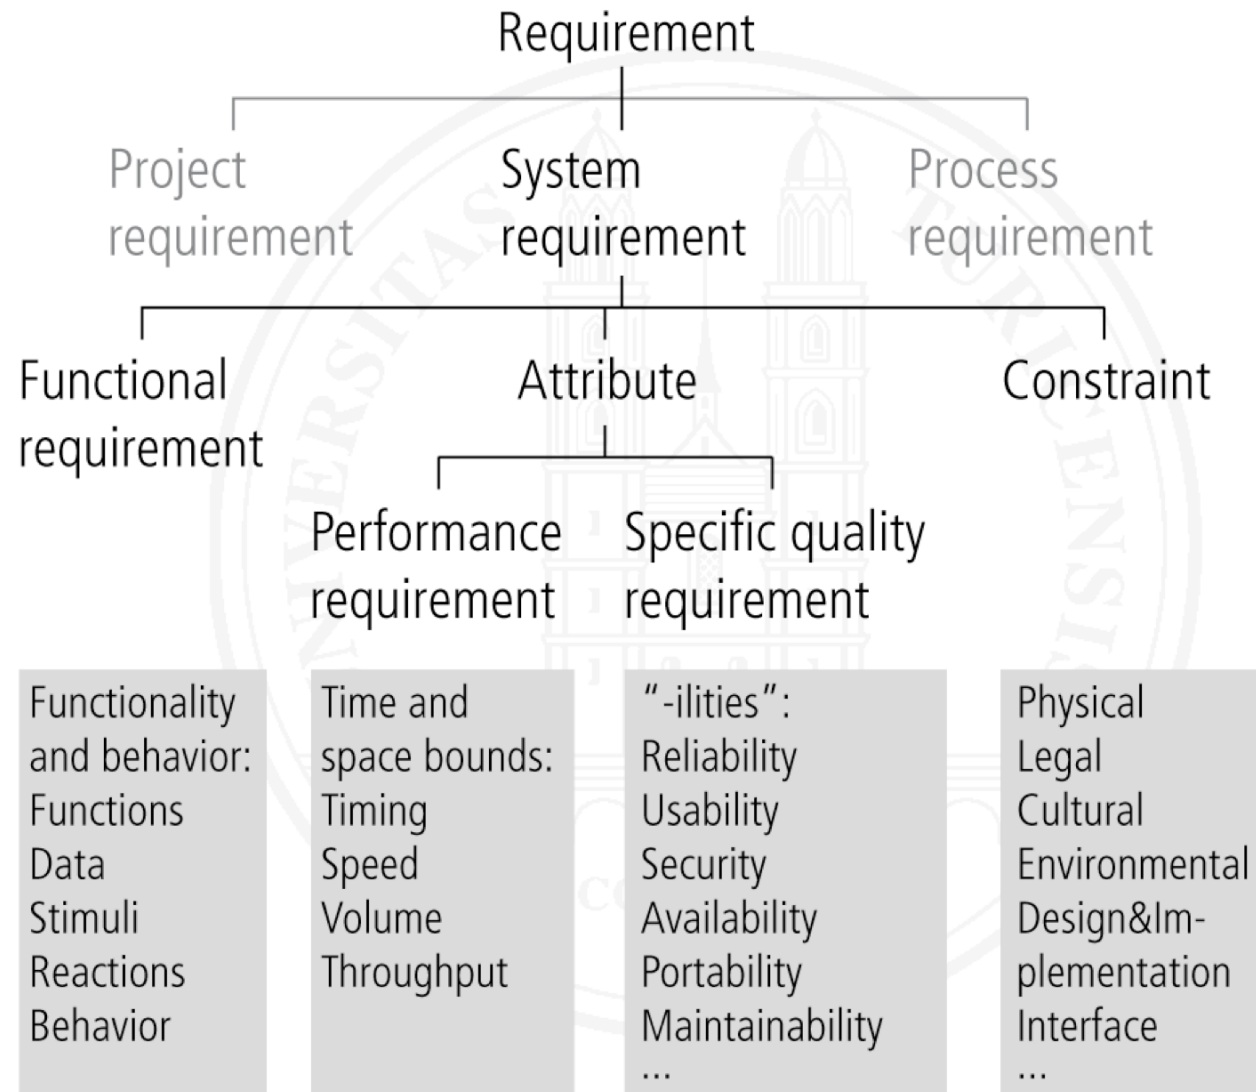 Requirement
Project
requirement
System
requirement
Process
requirement
Functional
requirement
Attribute
Constraint
Performance
requirement
Specific quality
requirement
Functionality
and behavior:
Functions
Data
Stimuli
Reactions
Behavior
Time and
space bounds:
Timing
Speed
Volume
Throughput
“-ilities”:
Reliability
Usability
Security
Availability
Portability
Maintainability
...
Physical
Legal
Cultural
Environmental
Design&Im-
plementation
Interface
...